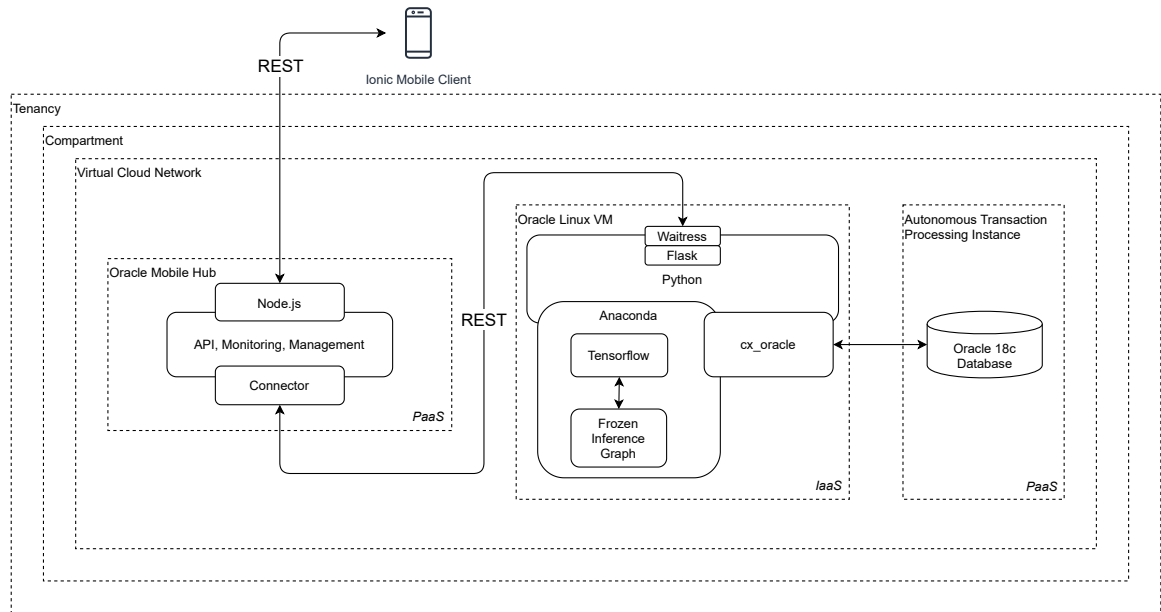 REST
Ionic Mobile Client
Tenancy
Compartment
Virtual Cloud Network
Oracle Mobile Hub
Node.js
API, Monitoring, Management
Connector
PaaS
REST
Oracle Linux VM
Waitress
Flask
Python
Anaconda
Tensorflow
Frozen
Inference
Graph
cx_oracle
IaaS
Autonomous Transaction
Processing Instance
Oracle 18c
Database
PaaS